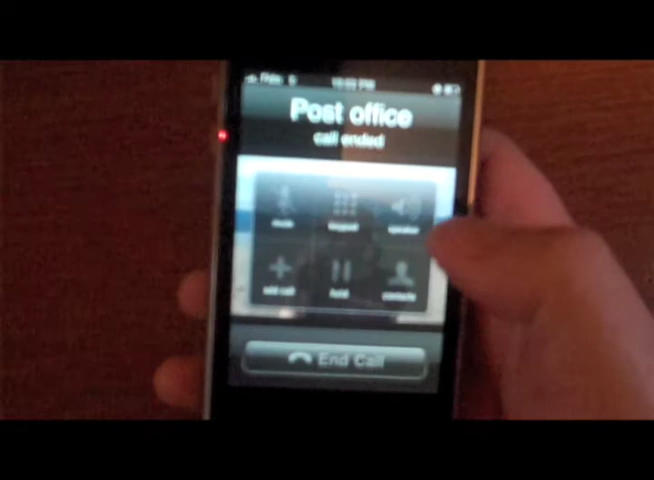 Post office
call ended
mute keypad speaker
add call hold contacts
End Call